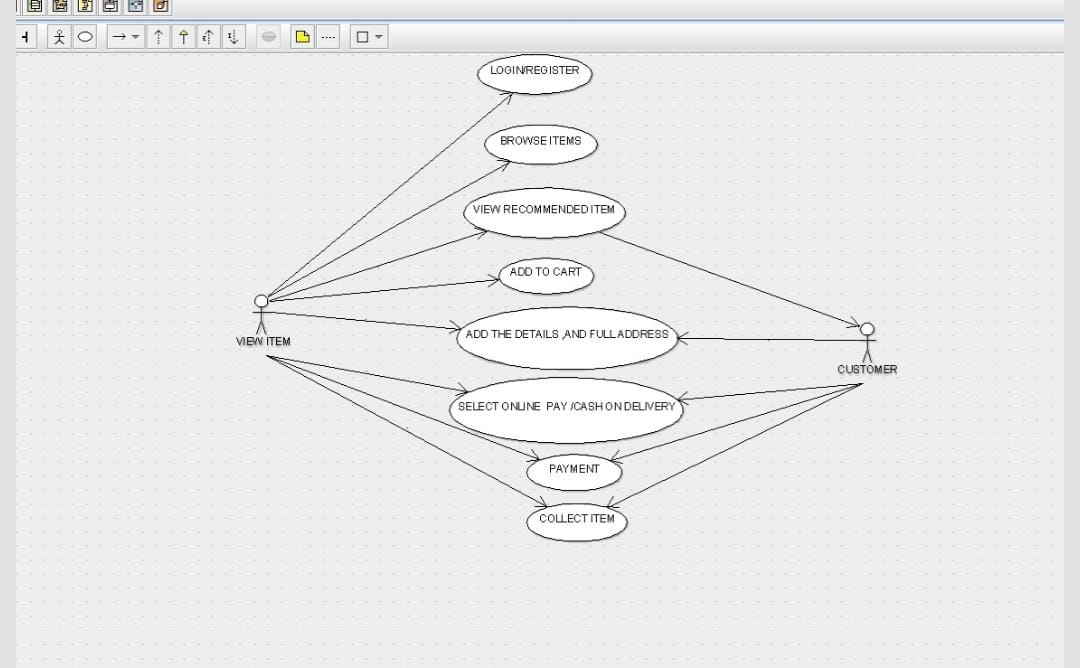 LOGIN/REGISTER
BROWSE ITEMS
VIEW RECOMMENDED ITEM
ADD TO CART
ADD THE DETAILS ,AND FULL ADDRESS
VIEW ITEM
CUSTOMER
SELECT ONLINE PAY /CASH ON DELIVERY
PAYMENT
COLLECT ITEM